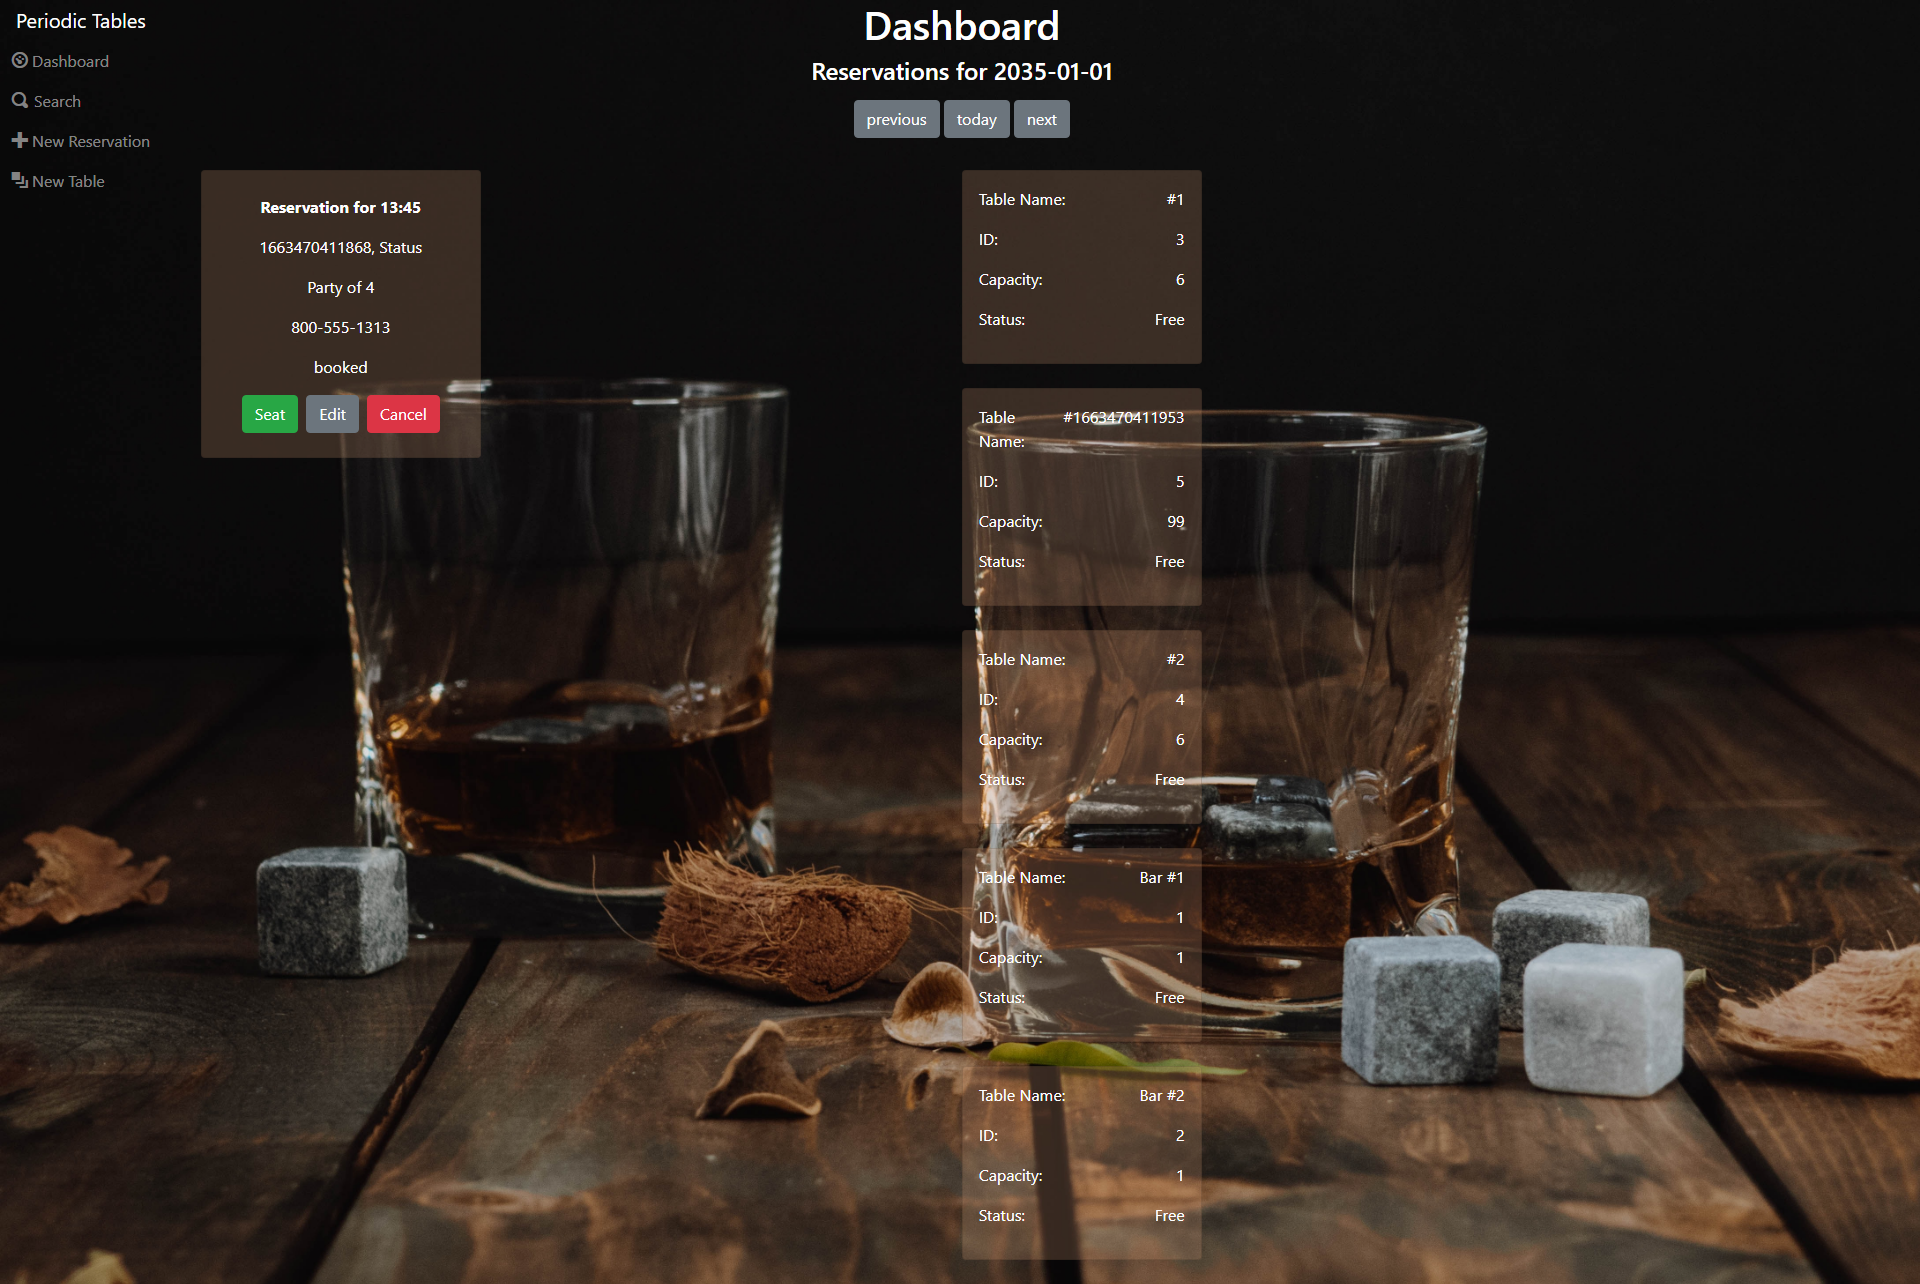 Periodic Tables
Dashboard
Search
New Reservation
New Table
Dashboard
Reservations for 2035-01-01
previous today next
Reservation for 13:45
1663470411868, Status
Party of 4
800-555-1313
booked
Seat Edit Cancel
Table Name: #1
ID: 3
Capacity: 6
Status: Free
Table #1663470411953
Name:
ID: 5
Capacity: 99
Status: Free
Table Name: #2
ID: 4
Capacity: 6
Status: Free
Table Name: Bar #1
ID: 1
Capacity: 1
Status: Free
Table Name: Bar #2
ID: 2
Capacity: 1
Status: Free